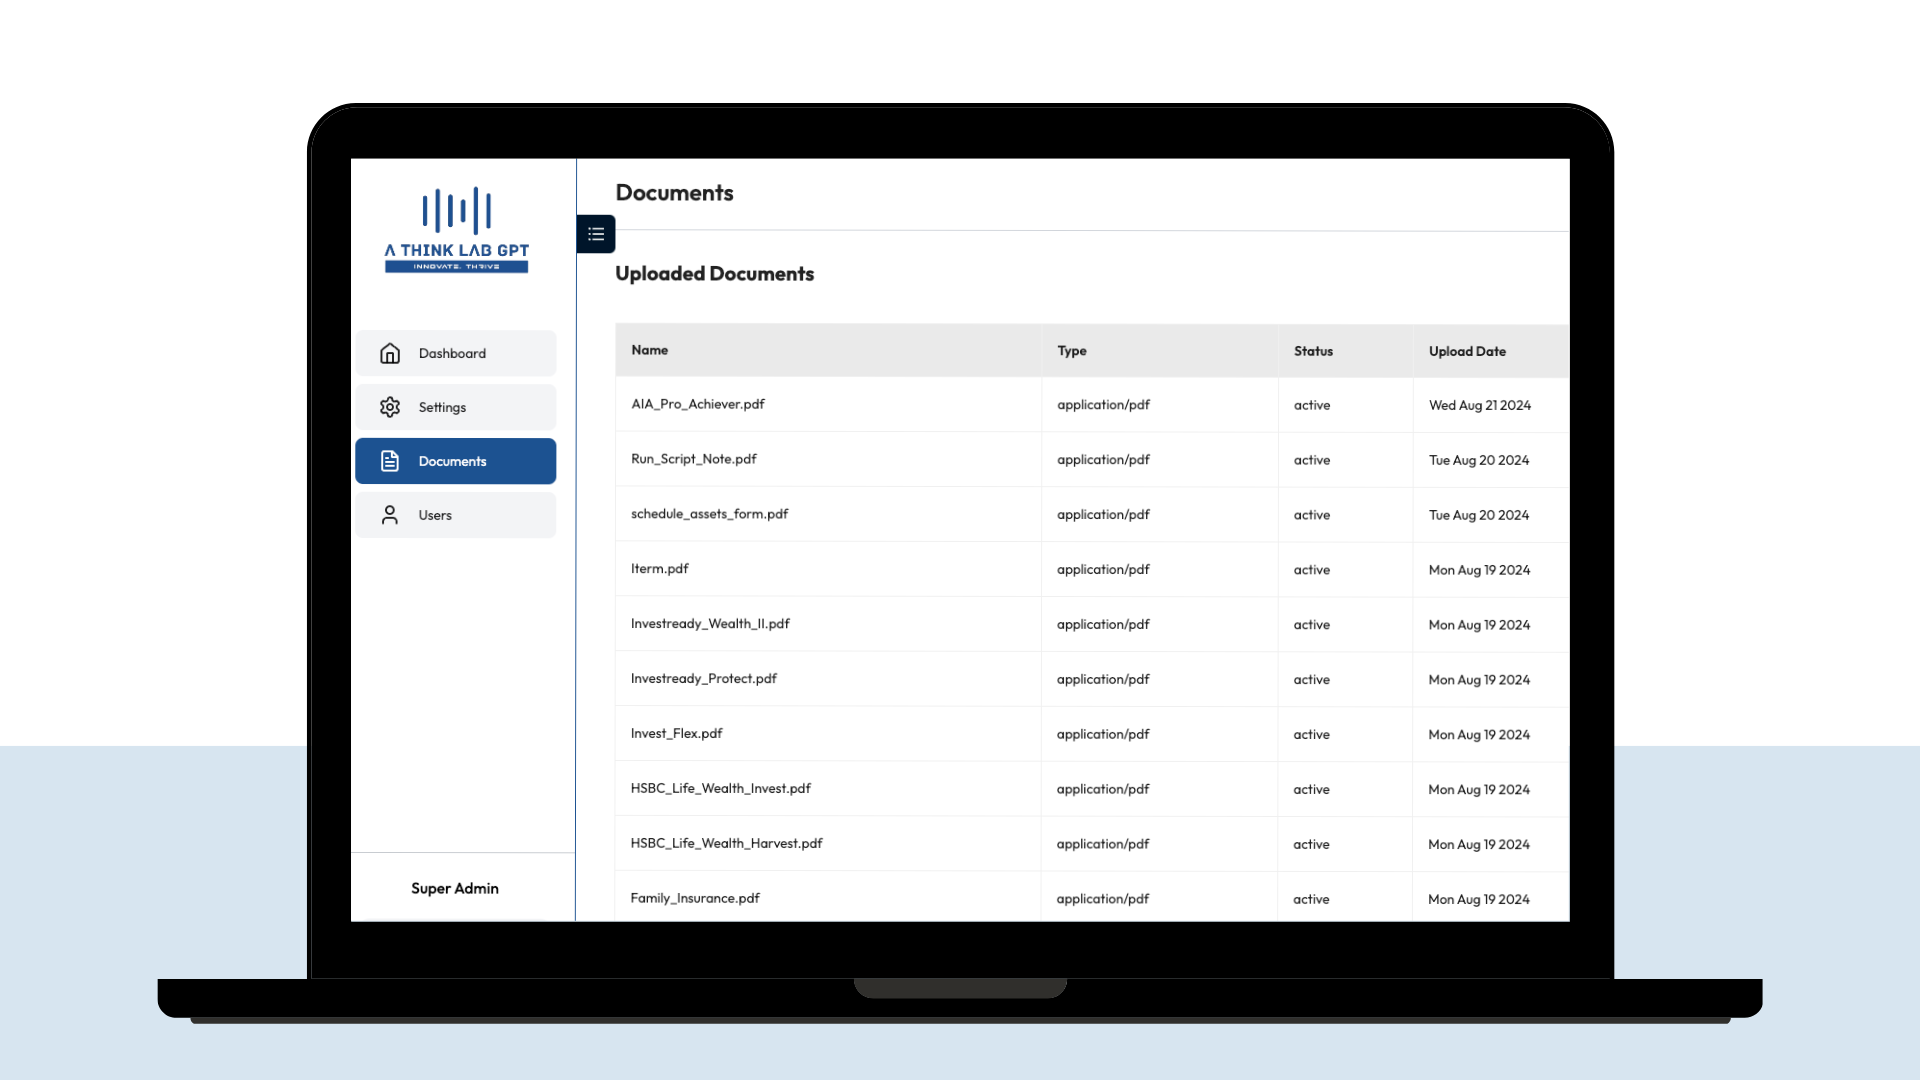 A THINK LAB GPT
INNOVATE. THRIVE
Dashboard
Settings
Documents
Users
Super Admin
Documents
Uploaded Documents
Name Type Status Upload Date
AIA_Pro_Achiever.pdf application/pdf active Wed Aug 21 2024
Run_Script_Note.pdf application/pdf active Tue Aug 20 2024
schedule_assets_form.pdf application/pdf active Tue Aug 20 2024
Iterm.pdf application/pdf active Mon Aug 19 2024
Investready_Wealth_II.pdf application/pdf active Mon Aug 19 2024
Investready_Protect.pdf application/pdf active Mon Aug 19 2024
Invest_Flex.pdf application/pdf active Mon Aug 19 2024
HSBC_Life_Wealth_Invest.pdf application/pdf active Mon Aug 19 2024
HSBC_Life_Wealth_Harvest.pdf application/pdf active Mon Aug 19 2024
Family_Insurance.pdf application/pdf active Mon Aug 19 2024